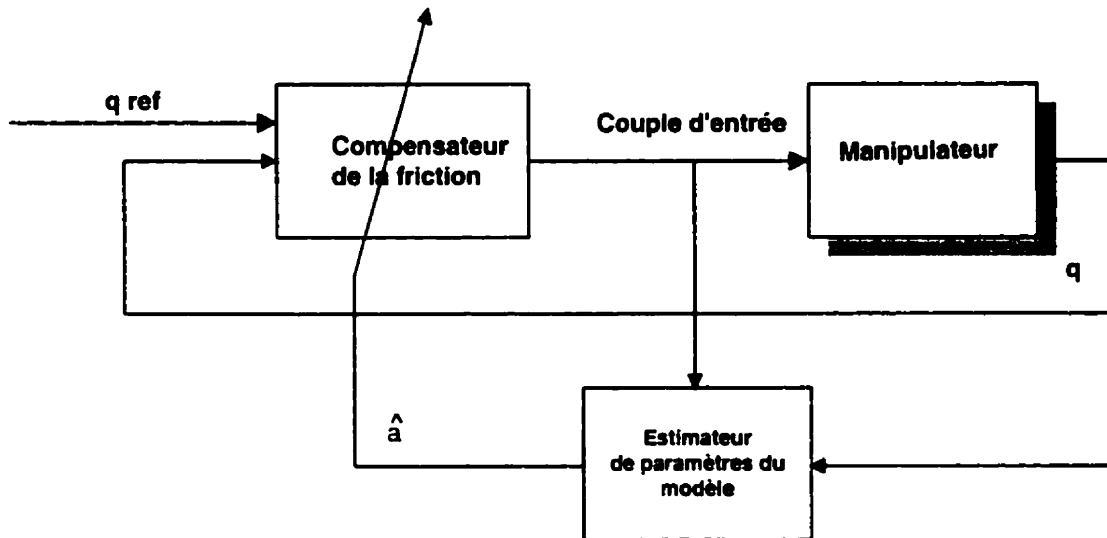 q ref
Compensateur
de la friction
Couple d'entrée
Manipulateur
q
â
Estimateur
de paramètres du
modèle